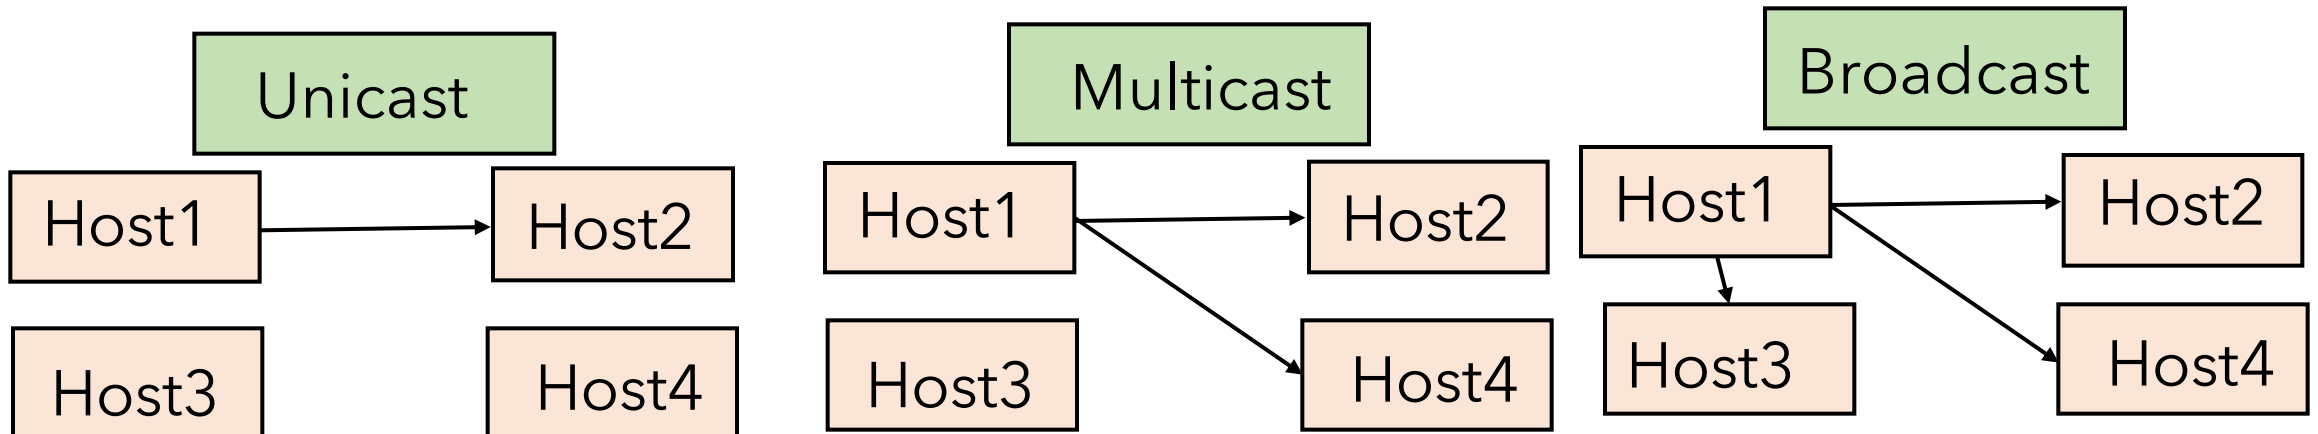 Unicast
Host1
Host2
Host3
Host4
Multicast
Host1
Host2
Host3
Host4
Broadcast
Host1
Host2
Host3
Host4